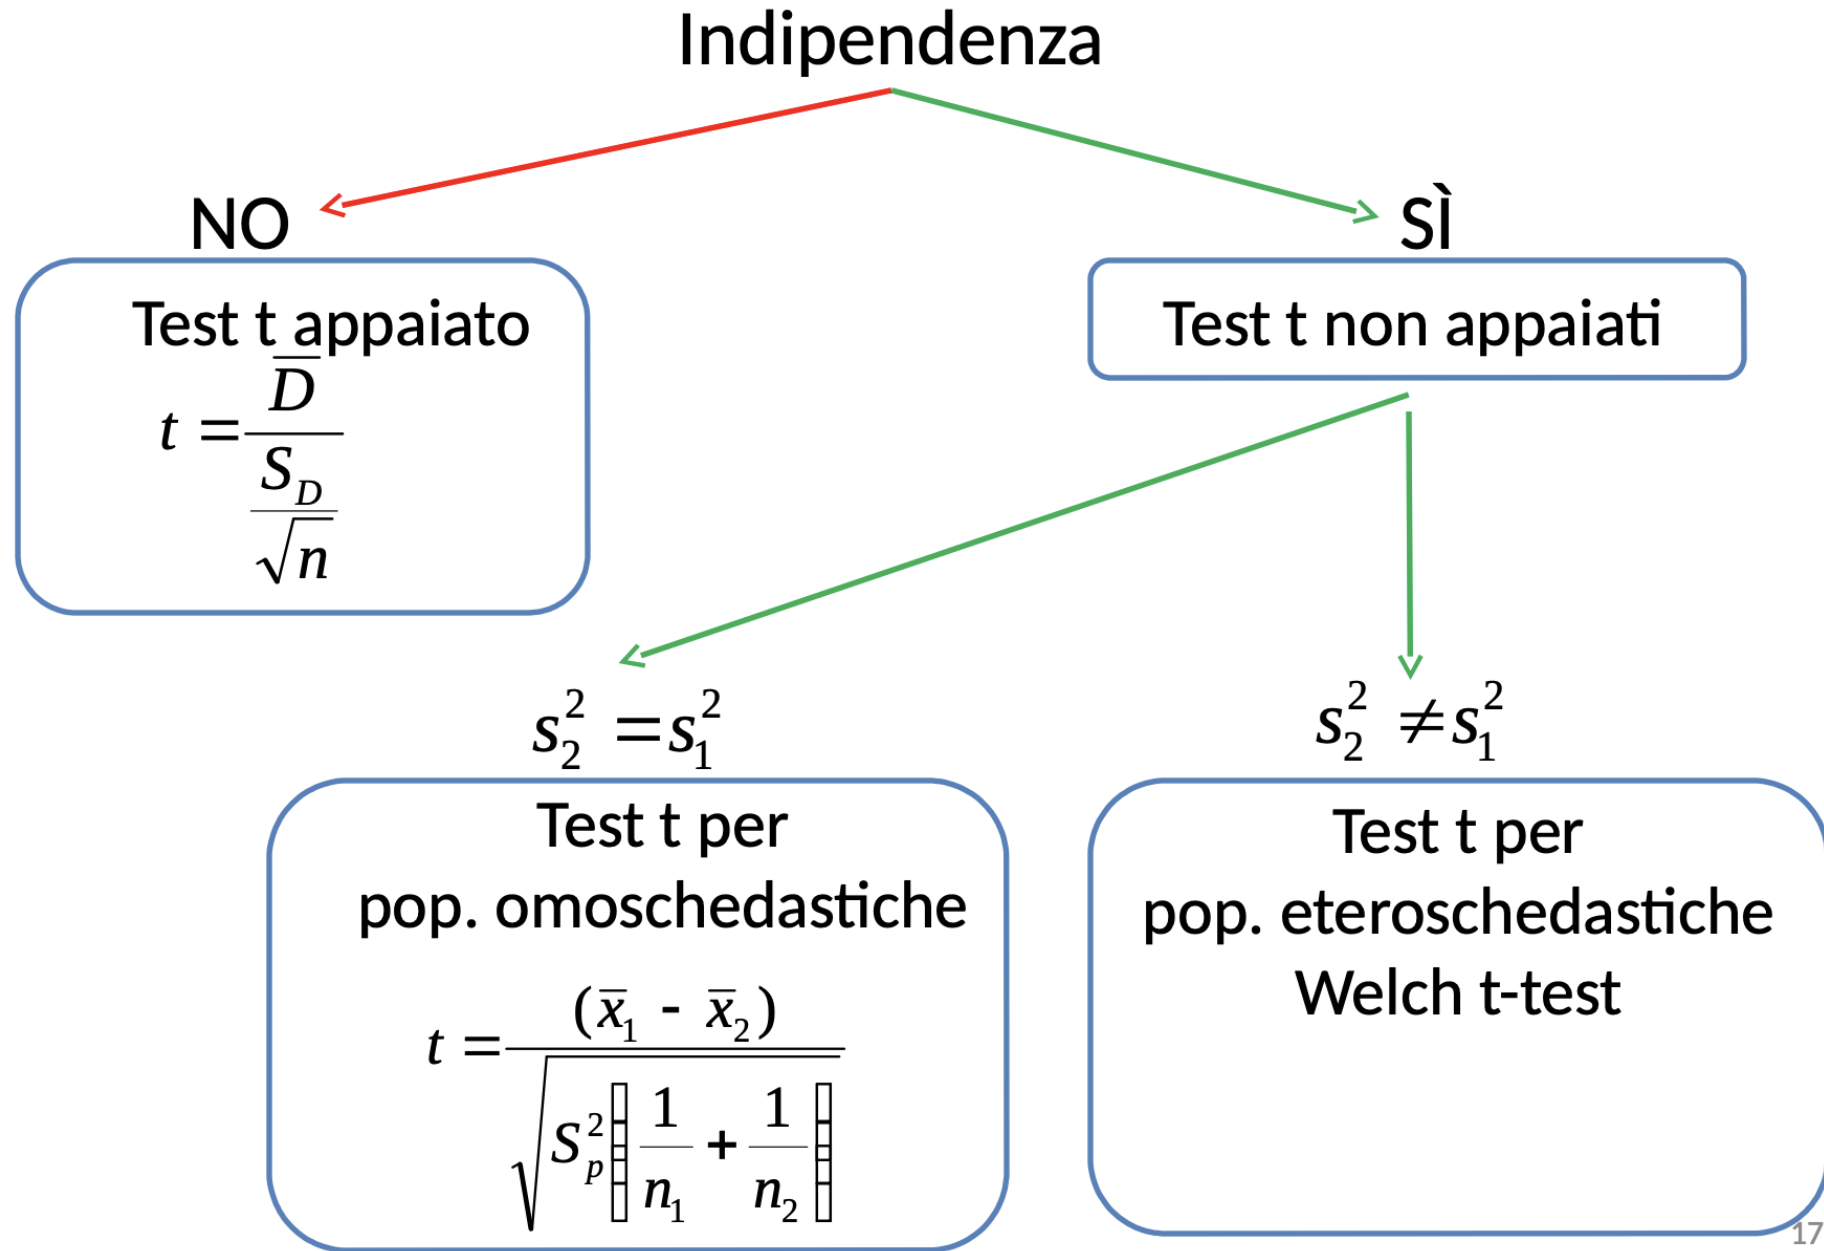 Indipendenza
NO
SÌ
Test t appaiato
t = D̅ / (S_D / √n)
Test t non appaiati
s₂² = s₁²
s₂² ≠ s₁²
Test t per
pop. omoschedastiche
t = (x̅₁ - x̅₂) / √(S_p² (1/n₁ + 1/n₂))
Test t per
pop. eteroschedastiche
Welch t-test
17